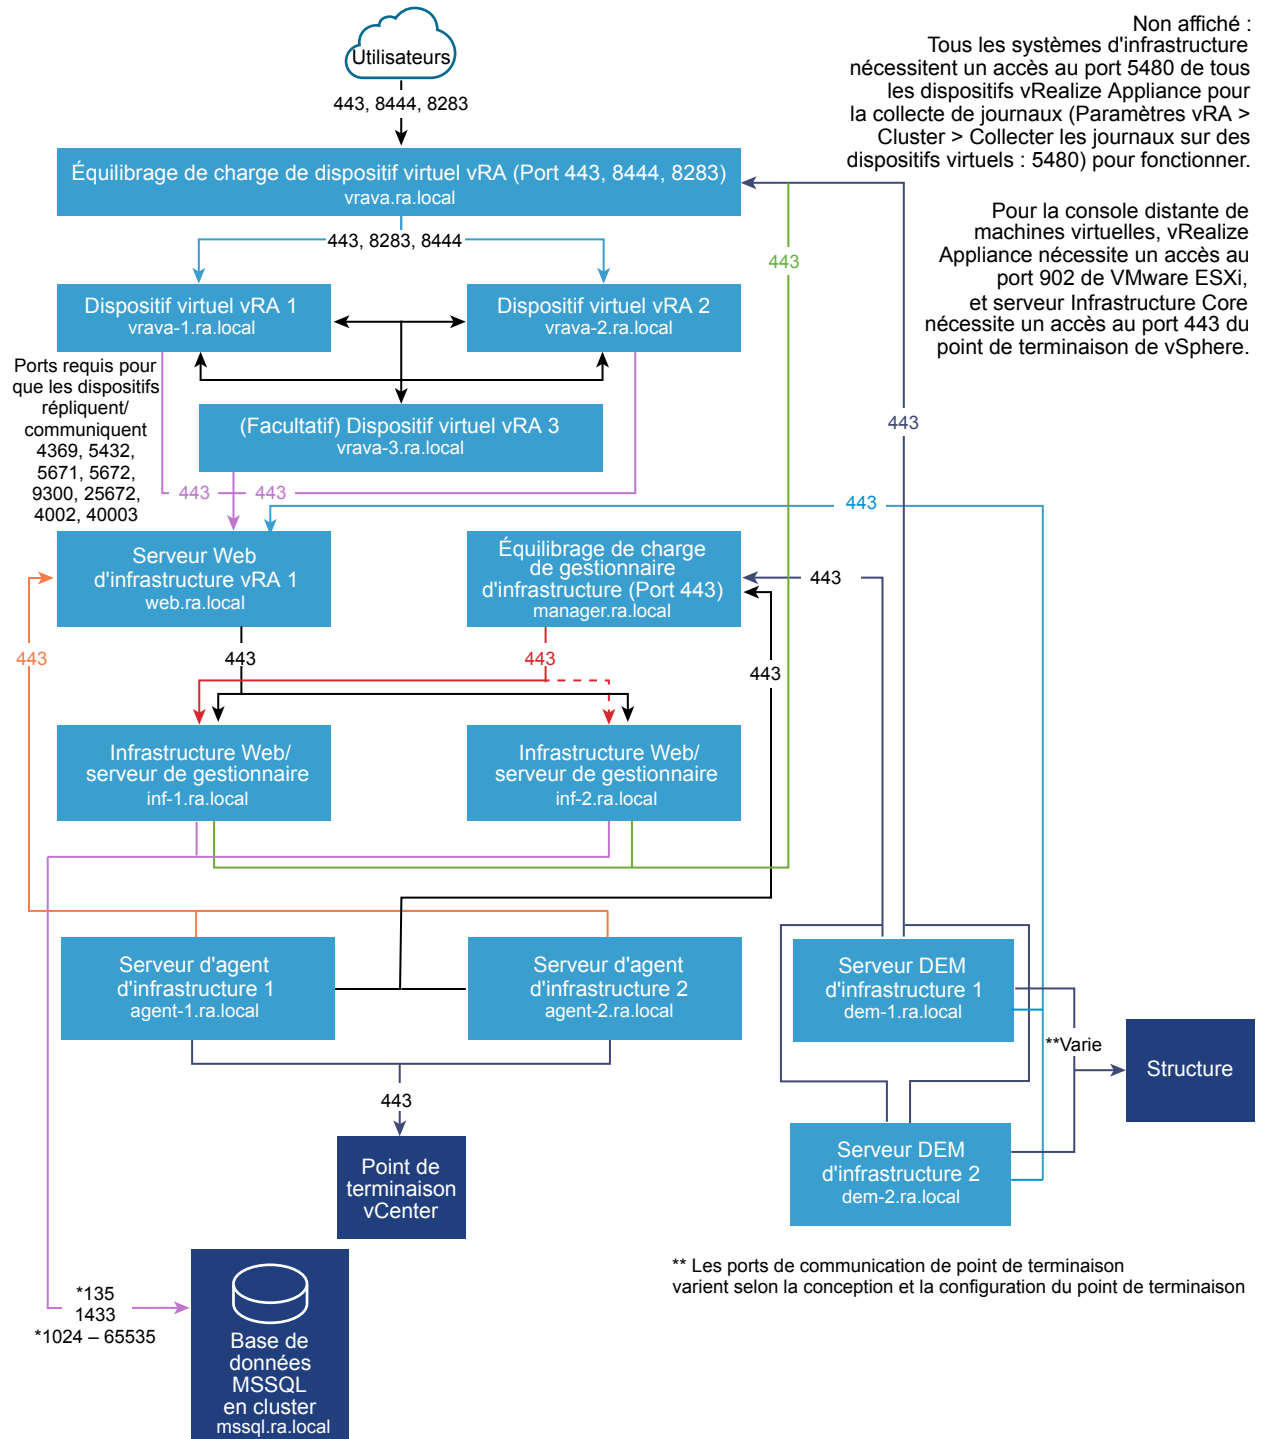 Utilisateurs
443, 8444, 8283
Non affiché :
Tous les systèmes d'infrastructure
nécessitent un accès au port 5480 de tous
les dispositifs vRealize Appliance pour
la collecte de journaux (Paramètres vRA >
Cluster > Collecter les journaux sur des
dispositifs virtuels : 5480) pour fonctionner.
Pour la console distante de
machines virtuelles, vRealize
Appliance nécessite un accès au
port 902 de VMware ESXi,
et serveur Infrastructure Core
nécessite un accès au port 443 du
point de terminaison de vSphere.
Équilibrage de charge de dispositif virtuel vRA (Port 443, 8444, 8283)
vrava.ra.local
443, 8283, 8444
443
Dispositif virtuel vRA 1
vrava-1.ra.local
Dispositif virtuel vRA 2
vrava-2.ra.local
Ports requis pour
que les dispositifs
répliquent/
communiquent
4369, 5432,
5671, 5672,
9300, 25672,
4002, 40003
(Facultatif) Dispositif virtuel vRA 3
vrava-3.ra.local
443
443
443
443
Serveur Web
d'infrastructure vRA 1
web.ra.local
Équilibrage de charge
de gestionnaire
d'infrastructure (Port 443)
manager.ra.local
443
443
443
443
443
Infrastructure Web/
serveur de gestionnaire
inf-1.ra.local
Infrastructure Web/
serveur de gestionnaire
inf-2.ra.local
Serveur d'agent
d'infrastructure 1
agent-1.ra.local
Serveur d'agent
d'infrastructure 2
agent-2.ra.local
Serveur DEM
d'infrastructure 1
dem-1.ra.local
**Varie
Structure
443
Point de
terminaison
vCenter
Serveur DEM
d'infrastructure 2
dem-2.ra.local
** Les ports de communication de point de terminaison
varient selon la conception et la configuration du point de terminaison
*135
1433
*1024 – 65535
Base de
données
MSSQL
en cluster
mssql.ra.local